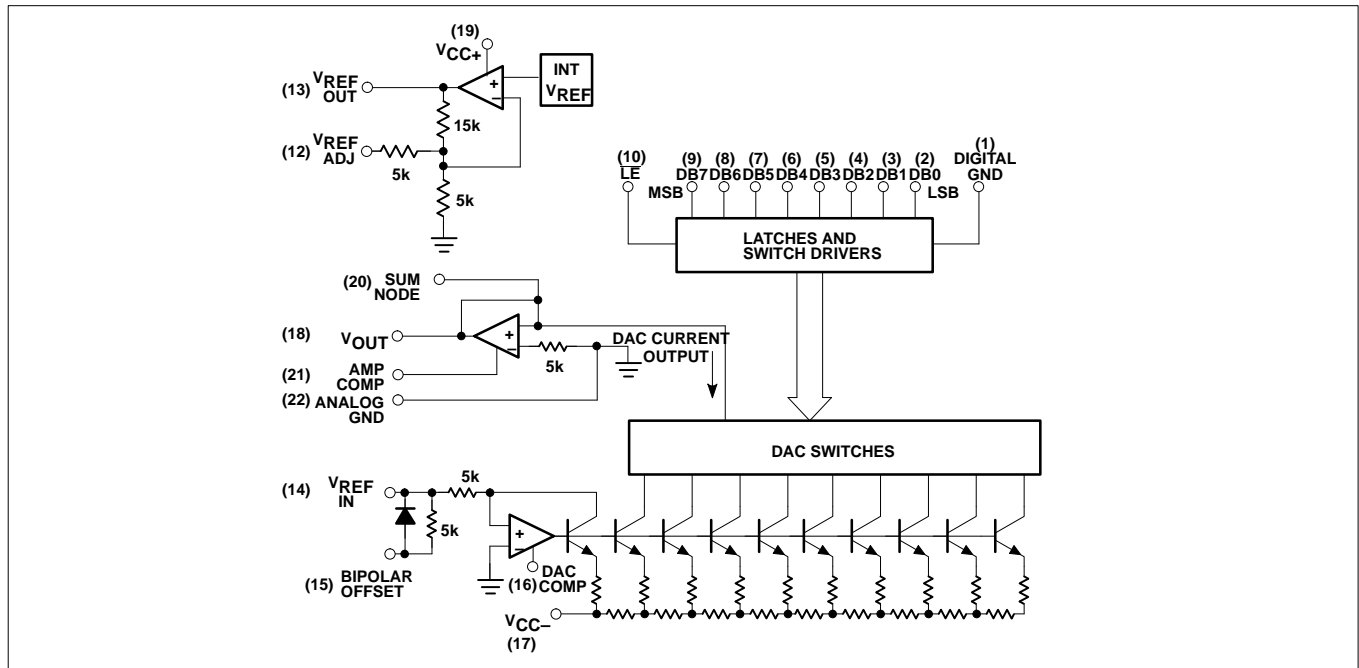 (19)
VCC+
INT
VREF
(13) VREF
OUT
15k
(12) VREF
ADJ
5k
5k
(10) (9) (8) (7) (6) (5) (4) (3) (2) (1)
LE DB7 DB6 DB5 DB4 DB3 DB2 DB1 DB0 DIGITAL
GND
MSB LSB
LATCHES AND
SWITCH DRIVERS
(20) SUM
NODE
(18) VOUT
DAC CURRENT
OUTPUT
5k
(21) AMP
COMP
(22) ANALOG
GND
DAC SWITCHES
5k
(14) VREF
IN
5k
(15) BIPOLAR
OFFSET
(16) DAC
COMP
VCC–
(17)
+
–
+
–
+
–